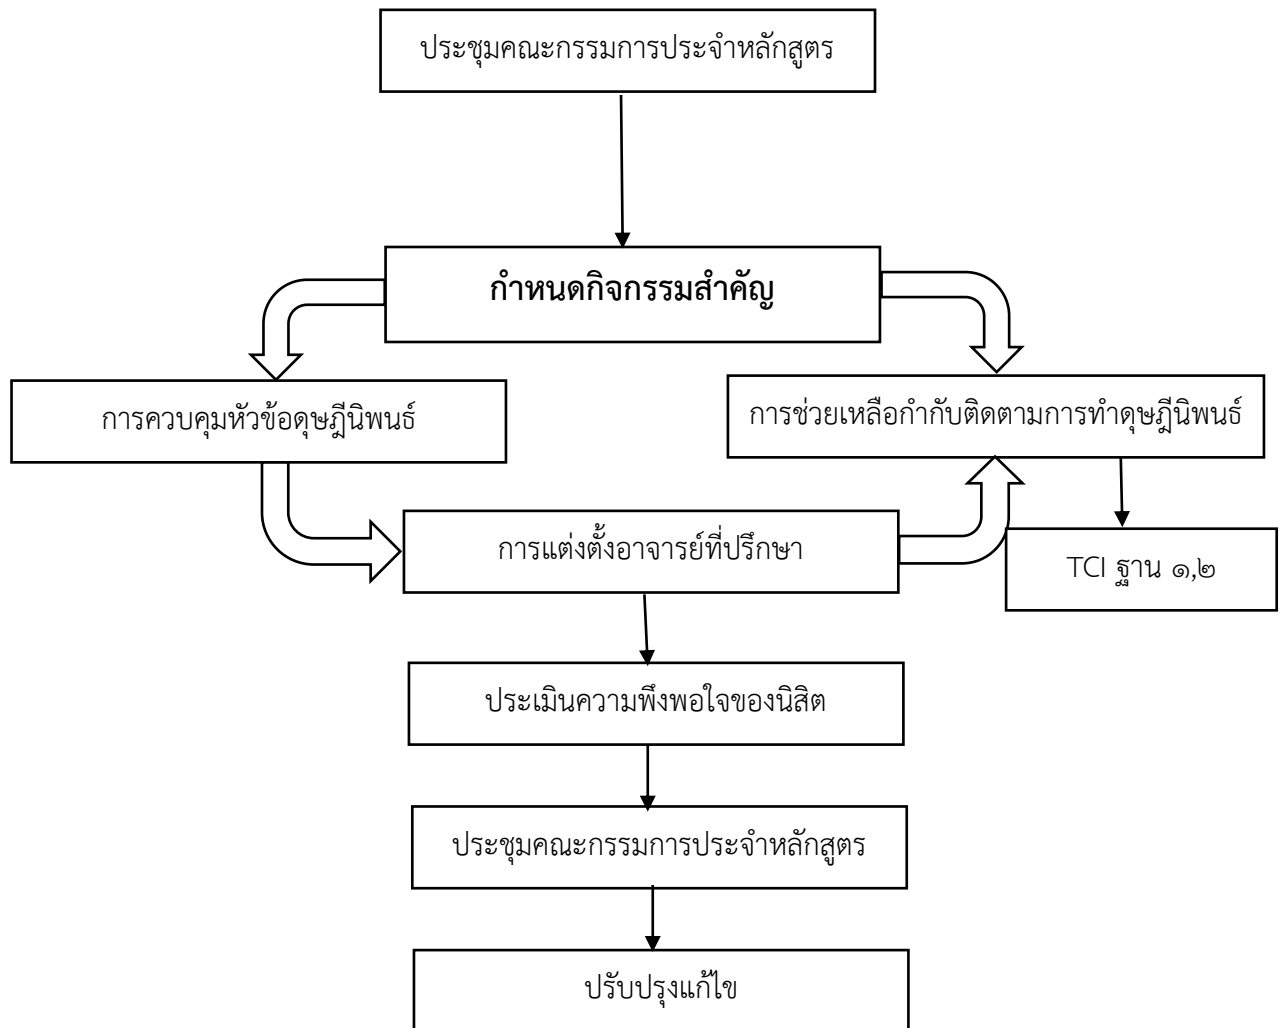 ประชุมคณะกรรมการประจำหลักสูตร
กำหนดกิจกรรมสำคัญ
การควบคุมหัวข้อดุษฎีนิพนธ์
การช่วยเหลือกำกับติดตามการทำดุษฎีนิพนธ์
การแต่งตั้งอาจารย์ที่ปรึกษา
TCI ฐาน ๑,๒
ประเมินความพึงพอใจของนิสิต
ประชุมคณะกรรมการประจำหลักสูตร
ปรับปรุงแก้ไข